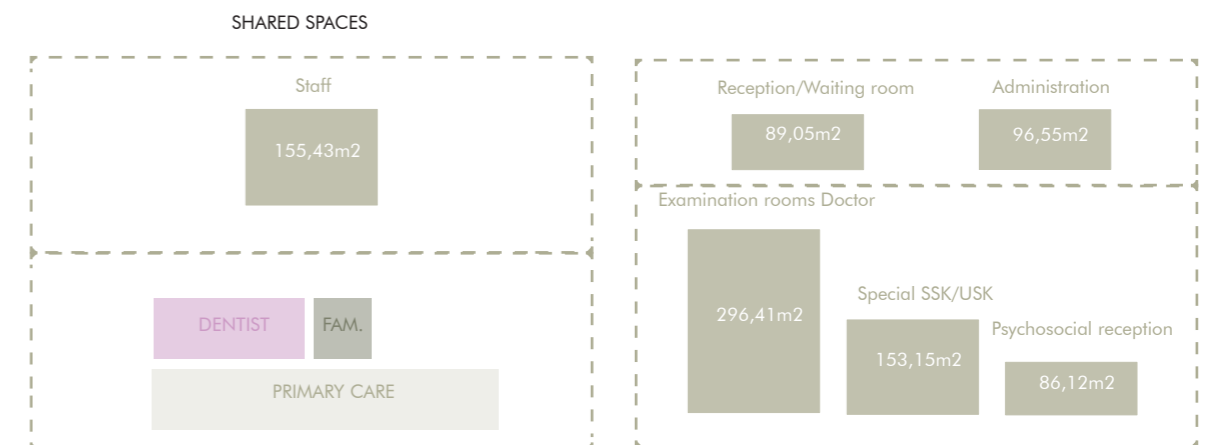 SHARED SPACES
Staff
155,43m2
DENTIST
FAM.
PRIMARY CARE
Reception/Waiting room
89,05m2
Administration
96,55m2
Examination rooms Doctor
296,41m2
Special SSK/USK
153,15m2
Psychosocial reception
86,12m2